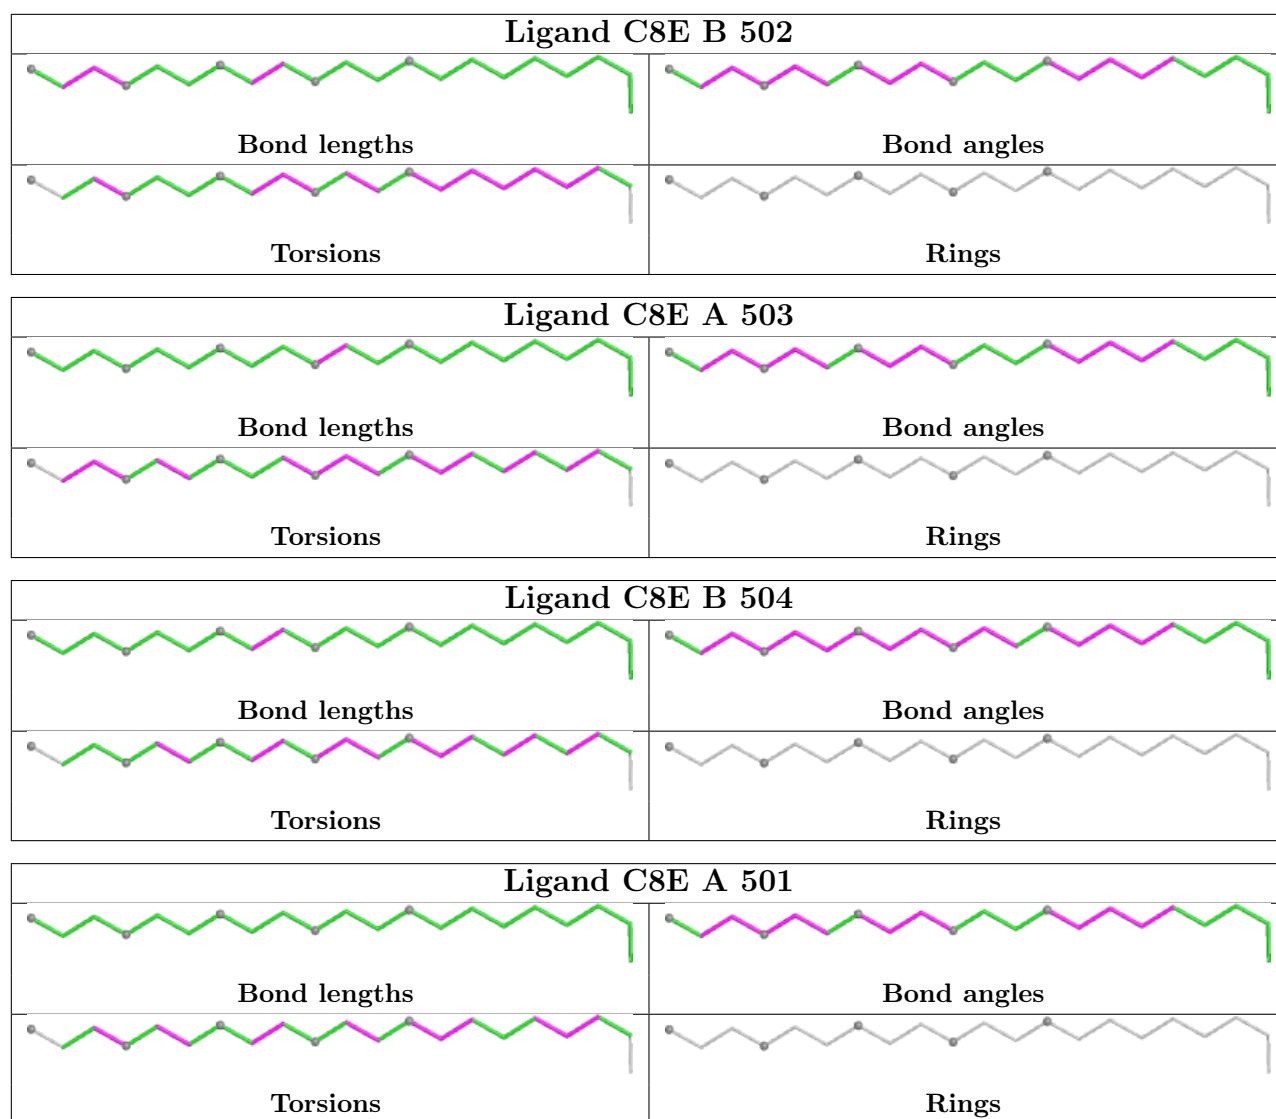 Ligand C8E B 502
Bond lengths Bond angles
Torsions Rings
Ligand C8E A 503
Bond lengths Bond angles
Torsions Rings
Ligand C8E B 504
Bond lengths Bond angles
Torsions Rings
Ligand C8E A 501
Bond lengths Bond angles
Torsions Rings